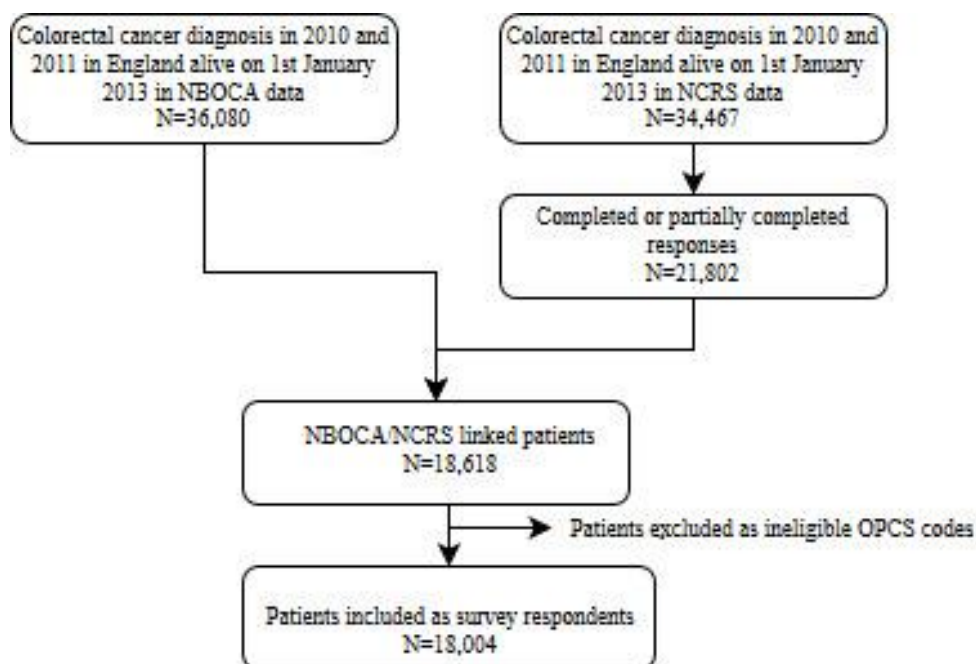 Colorectal cancer diagnosis in 2010 and
2011 in England alive on 1st January
2013 in NBOCA data
N=36,080
Colorectal cancer diagnosis in 2010 and
2011 in England alive on 1st January
2013 in NCRS data
N=34,467
Completed or partially completed
responses
N=21,802
NBOCA/NCRS linked patients
N=18,618
Patients excluded as ineligible OPCS codes
Patients included as survey respondents
N=18,004